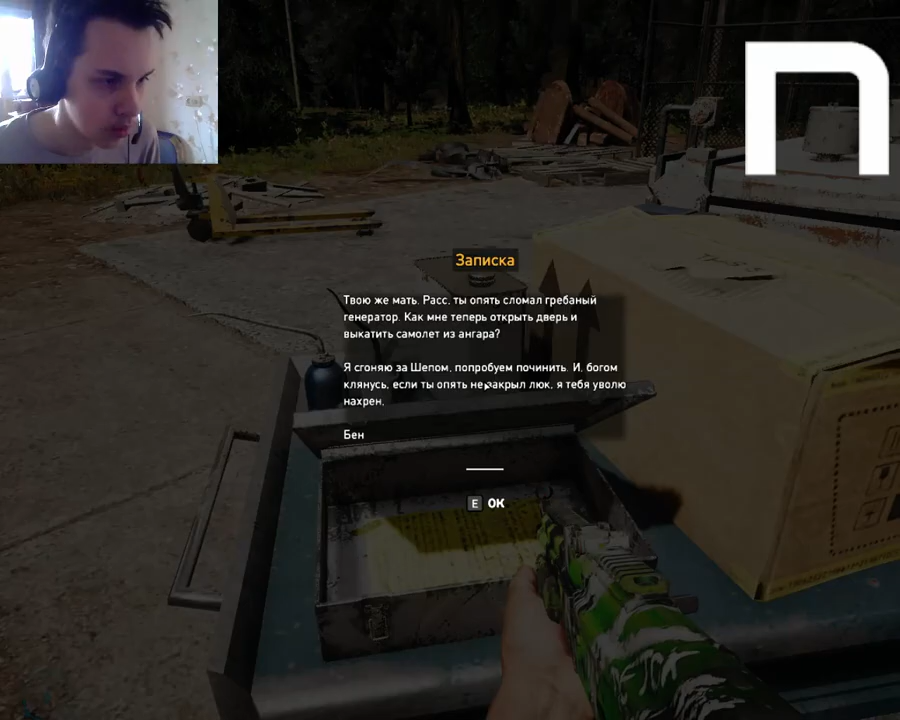 Записка
Твою же мать, Расс, ты опять сломал гребаный
генератор. Как мне теперь открыть дверь и
выкатить самолет из ангара?
Я сгоняю за Шепом, попробуем починить. И, богом
клянусь, если ты опять не закрыл люк, я тебя уволю
нахрен.
Бен
E ОК